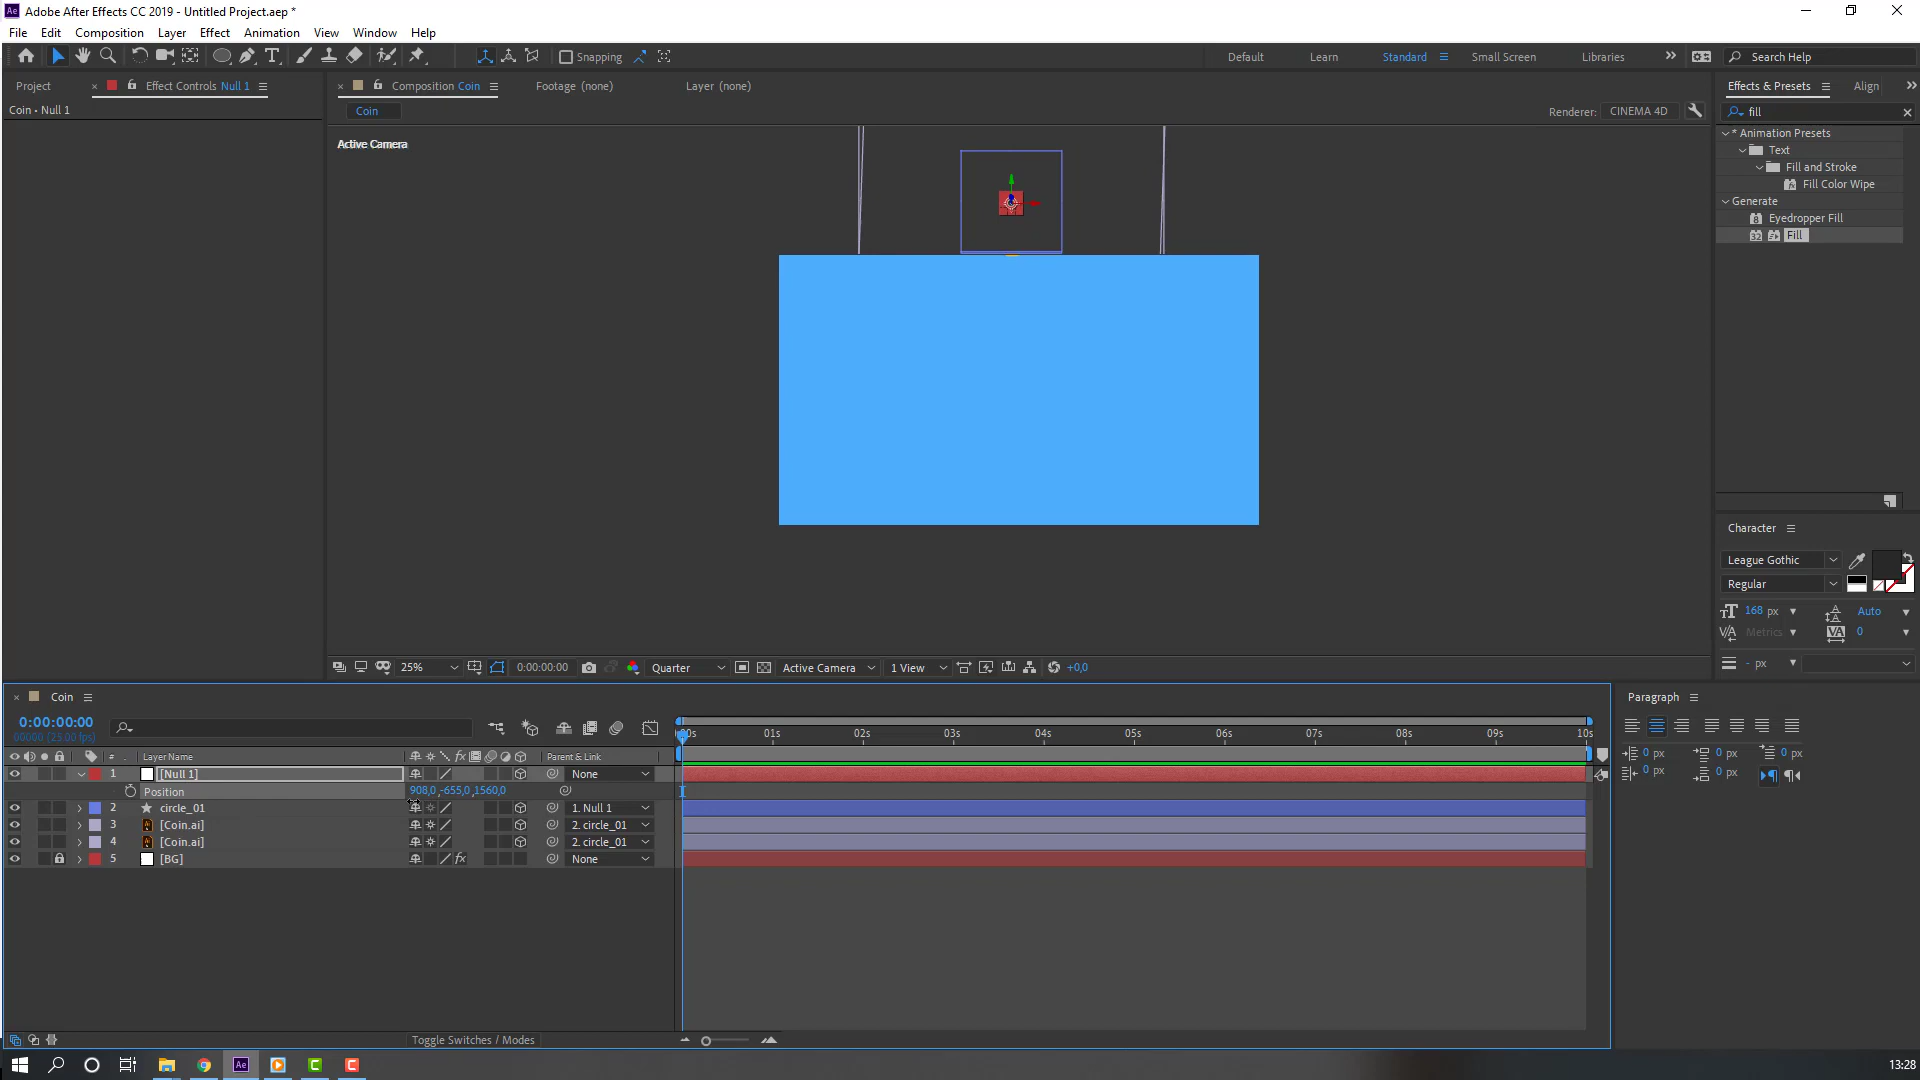 Adobe After Effects CC 2019 - Untitled Project.aep *
File Edit Composition Layer Effect Animation View Window Help
Snapping
Default Learn Standard Small Screen Libraries Search Help
Project Effect Controls Null 1
Coin • Null 1
Composition Coin Footage (none) Layer (none)
Coin
Renderer: CINEMA 4D
Active Camera
Effects & Presets Align
fill
* Animation Presets
Text
Fill and Stroke
Fill Color Wipe
Generate
Eyedropper Fill
Fill
Character
League Gothic
Regular
168 px Auto
Metrics 0
- px
25% 0:00:00:00 Quarter Active Camera 1 View +0,0
Coin
0:00:00:00
00000 (25.00 fps)
:00s 01s 02s 03s 04s 05s 06s 07s 08s 09s 10s
# Layer Name Parent & Link
1 [Null 1] None
Position 908,0,-655,0,1560,0
2 circle_01 1. Null 1
3 [Coin.ai] 2. circle_01
4 [Coin.ai] 2. circle_01
5 [BG] None
Toggle Switches / Modes
Paragraph
0 px 0 px 0 px
0 px 0 px
13:28